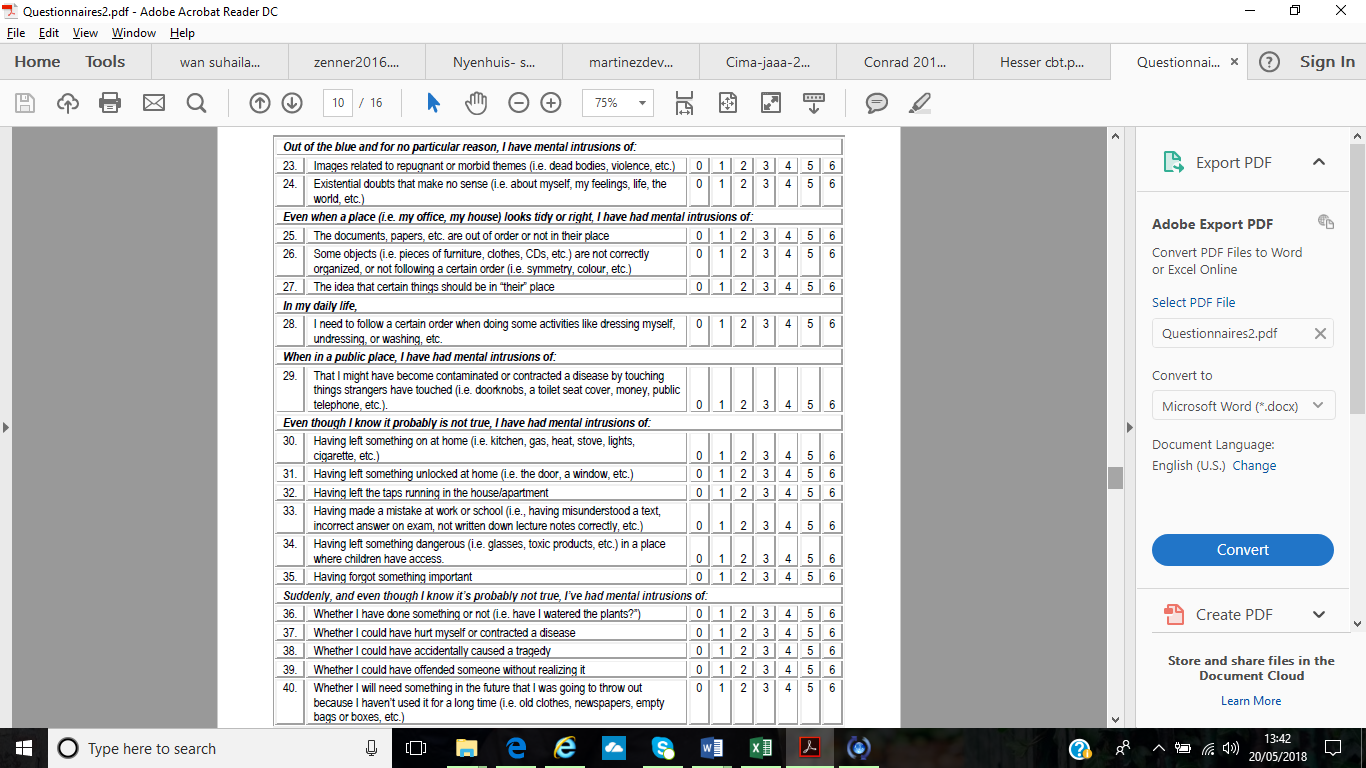 Questionnaires2.pdf - Adobe Acrobat Reader DC
File Edit View Window Help
Home Tools wan suhaila... zenner2016.... Nyenhuis- s... martinezdev... Cima-jaaa-2... Conrad 201... Hesser cbt.p... Questionnai... Sign In
10 / 16 75%
Out of the blue and for no particular reason, I have mental intrusions of:
23. Images related to repugnant or morbid themes (i.e. dead bodies, violence, etc.) 0 1 2 3 4 5 6
24. Existential doubts that make no sense (i.e. about myself, my feelings, life, the 0 1 2 3 4 5 6
world, etc.)
Even when a place (i.e. my office, my house) looks tidy or right, I have had mental intrusions of:
25. The documents, papers, etc. are out of order or not in their place 0 1 2 3 4 5 6
26. Some objects (i.e. pieces of furniture, clothes, CDs, etc.) are not correctly 0 1 2 3 4 5 6
organized, or not following a certain order (i.e. symmetry, colour, etc.)
27. The idea that certain things should be in "their" place 0 1 2 3 4 5 6
In my daily life,
28. I need to follow a certain order when doing some activities like dressing myself, 0 1 2 3 4 5 6
undressing, or washing, etc.
When in a public place, I have had mental intrusions of:
29. That I might have become contaminated or contracted a disease by touching
things strangers have touched (i.e. doorknobs, a toilet seat cover, money, public
telephone, etc.). 0 1 2 3 4 5 6
Even though I know it probably is not true, I have had mental intrusions of:
30. Having left something on at home (i.e. kitchen, gas, heat, stove, lights,
cigarette, etc.) 0 1 2 3 4 5 6
31. Having left something unlocked at home (i.e. the door, a window, etc.) 0 1 2 3 4 5 6
32. Having left the taps running in the house/apartment 0 1 2 3 4 5 6
33. Having made a mistake at work or school (i.e., having misunderstood a text,
incorrect answer on exam, not written down lecture notes correctly, etc.) 0 1 2 3 4 5 6
34. Having left something dangerous (i.e. glasses, toxic products, etc.) in a place
where children have access. 0 1 2 3 4 5 6
35. Having forgot something important 0 1 2 3 4 5 6
Suddenly, and even though I know it's probably not true, I've had mental intrusions of:
36. Whether I have done something or not (i.e. have I watered the plants?") 0 1 2 3 4 5 6
37. Whether I could have hurt myself or contracted a disease 0 1 2 3 4 5 6
38. Whether I could have accidentally caused a tragedy 0 1 2 3 4 5 6
39. Whether I could have offended someone without realizing it 0 1 2 3 4 5 6
40. Whether I will need something in the future that I was going to throw out 0 1 2 3 4 5 6
because I haven't used it for a long time (i.e. old clothes, newspapers, empty
bags or boxes, etc.)
Export PDF
Adobe Export PDF
Convert PDF Files to Word
or Excel Online
Select PDF File
Questionnaires2.pdf
Convert to
Microsoft Word (*.docx)
Document Language:
English (U.S.) Change
Convert
Create PDF
Store and share files in the
Document Cloud
Learn More
Type here to search
13:42
20/05/2018